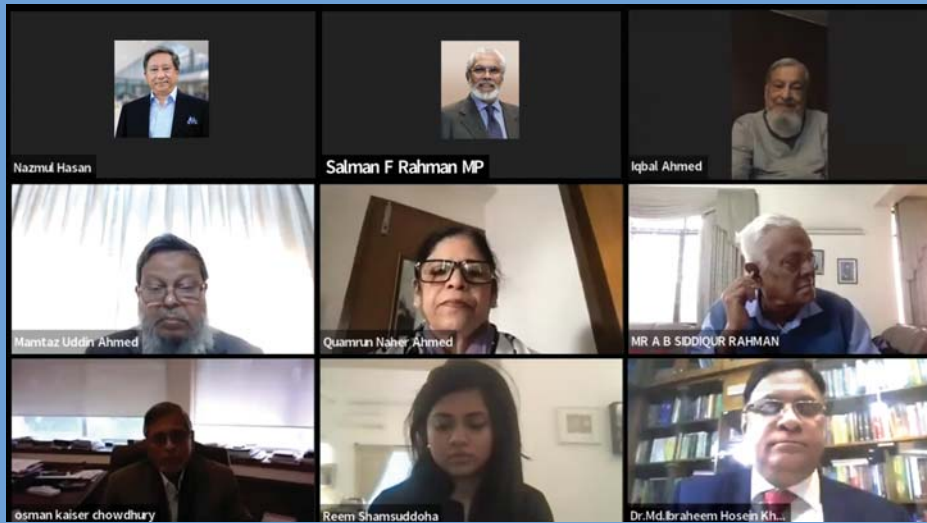 Nazmul Hasan
Salman F Rahman MP
Iqbal Ahmed
Mamtaz Uddin Ahmed
Quamrun Naher Ahmed
MR A B SIDDIQUR RAHMAN
osman kaiser chowdhury
Reem Shamsuddoha
Dr.Md.Ibraheem Hosein Kh...